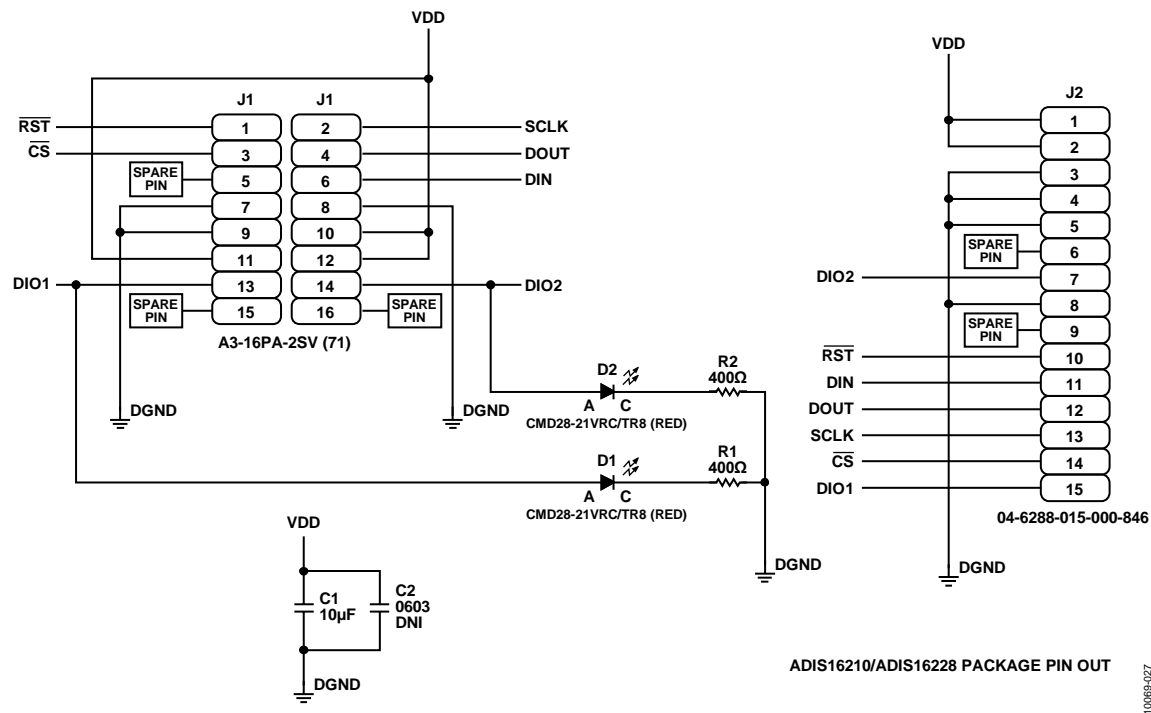 VDD
J1 J1
RST 1 2 SCLK
CS 3 4 DOUT
SPARE PIN 5 6 DIN
7 8
9 10
11 12
DIO1 13 14 DIO2
SPARE PIN 15 16 SPARE PIN
A3-16PA-2SV (71)
DGND DGND
D2
R2
400Ω
A C
CMD28-21VRC/TR8 (RED)
D1
R1
400Ω
A C
CMD28-21VRC/TR8 (RED)
DGND
VDD
C1
10µF
C2
0603
DNI
DGND
VDD
J2
1
2
3
4
5
SPARE PIN 6
DIO2 7
8
SPARE PIN 9
RST 10
DIN 11
DOUT 12
SCLK 13
CS 14
DIO1 15
04-6288-015-000-846
DGND
ADIS16210/ADIS16228 PACKAGE PIN OUT
10069-027